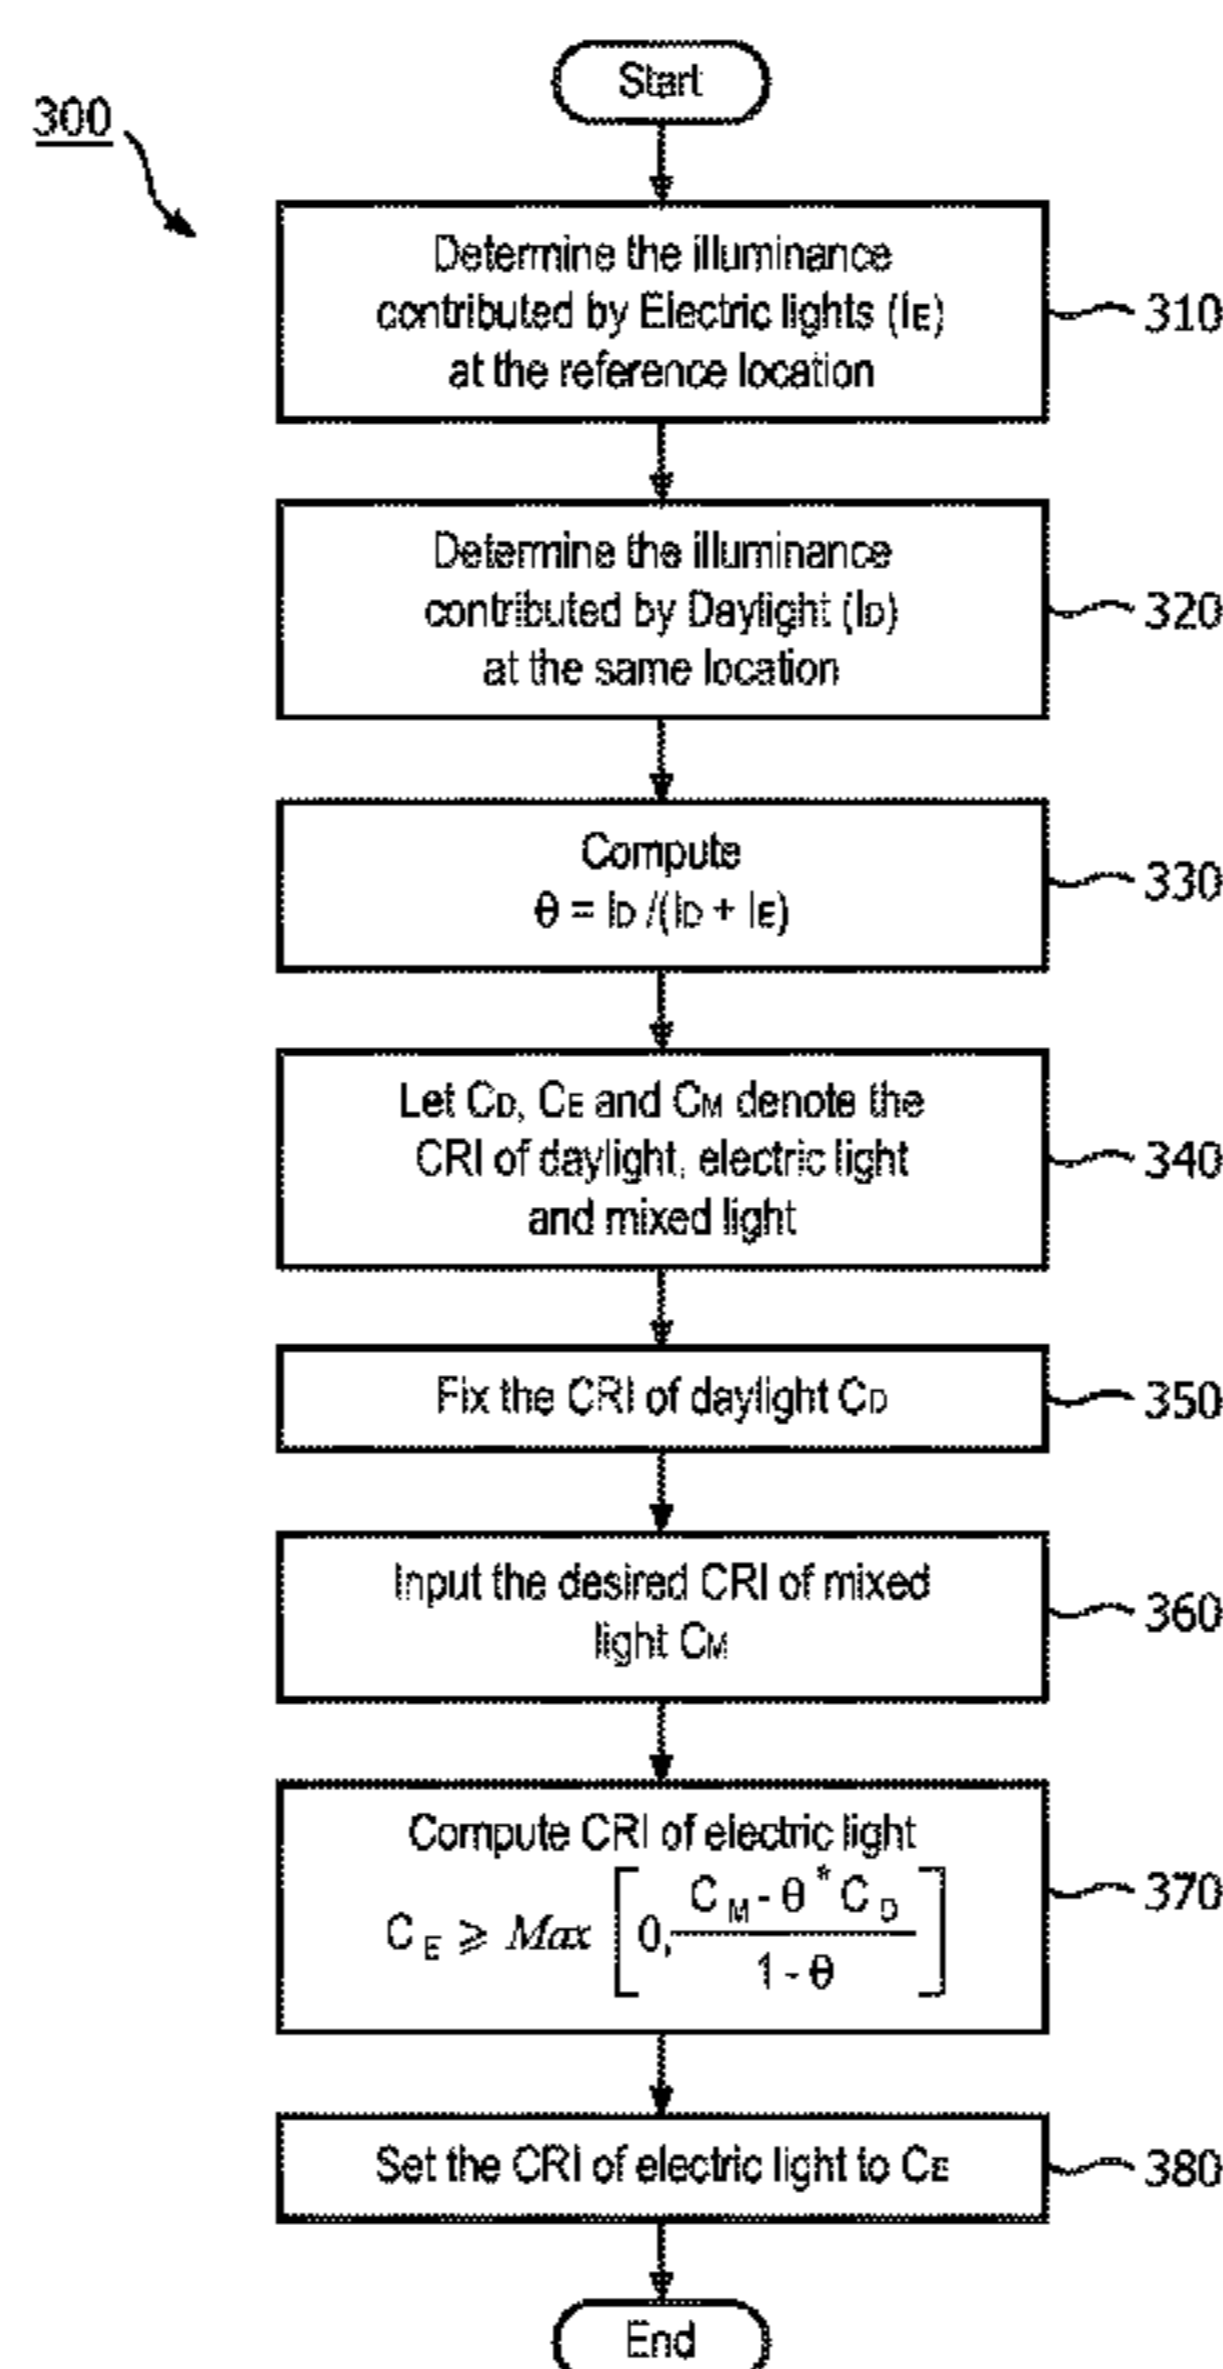 Start
300
Determine the illuminance
contributed by Electric lights (IE)
at the reference location
310
Determine the illuminance
contributed by Daylight (ID)
at the same location
320
Compute
θ = ID /(ID + IE)
330
Let CD, CE and CM denote the
CRI of daylight, electric light
and mixed light
340
Fix the CRI of daylight CD
350
Input the desired CRI of mixed
light CM
360
Compute CRI of electric light
C E ⩾ Max [0, C M - θ * C D / 1 - θ]
370
Set the CRI of electric light to CE
380
End